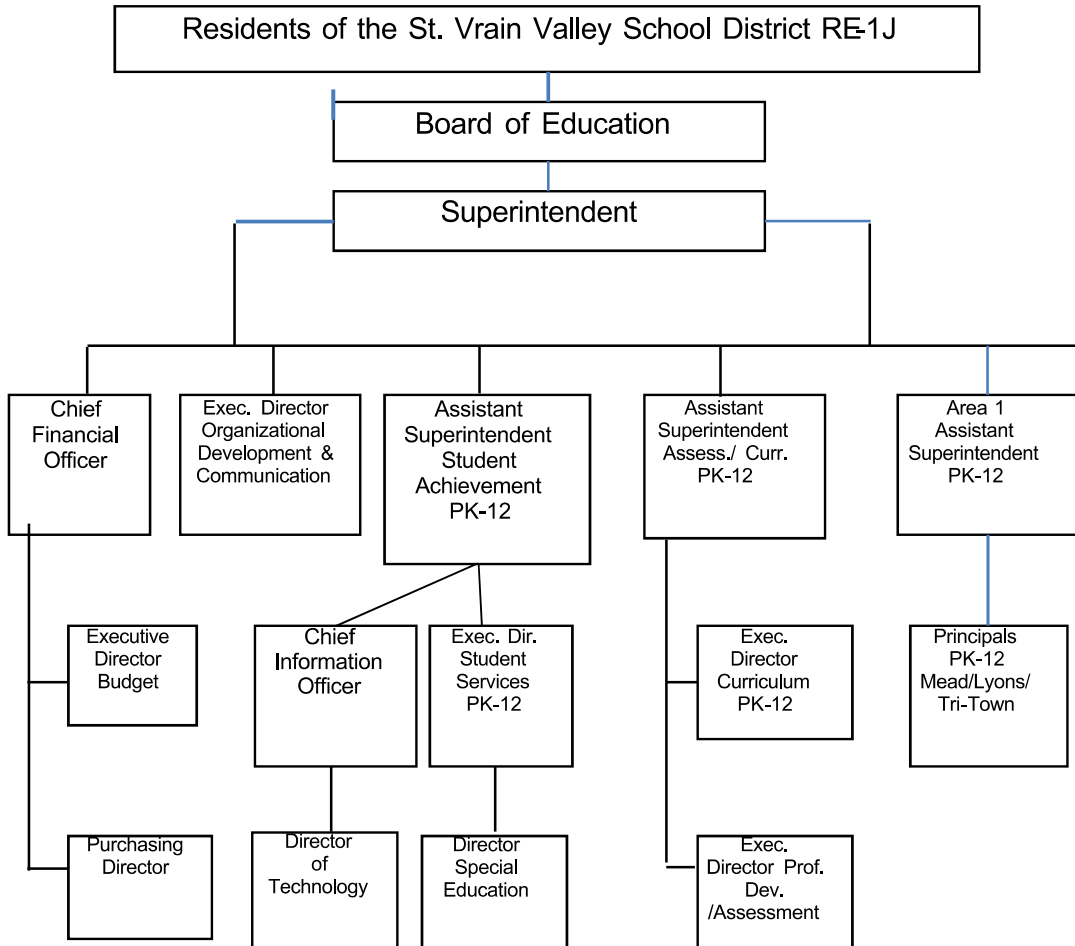 Residents of the St. Vrain Valley School District RE-1J
Board of Education
Superintendent
Chief
Financial
Officer
Exec. Director
Organizational
Development &
Communication
Assistant
Superintendent
Student
Achievement
PK-12
Assistant
Superintendent
Assess./ Curr.
PK-12
Area 1
Assistant
Superintendent
PK-12
Executive
Director
Budget
Chief
Information
Officer
Exec. Dir.
Student
Services
PK-12
Exec.
Director
Curriculum
PK-12
Principals
PK-12
Mead/Lyons/
Tri-Town
Purchasing
Director
Director
of
Technology
Director
Special
Education
Exec.
Director Prof.
Dev.
/Assessment